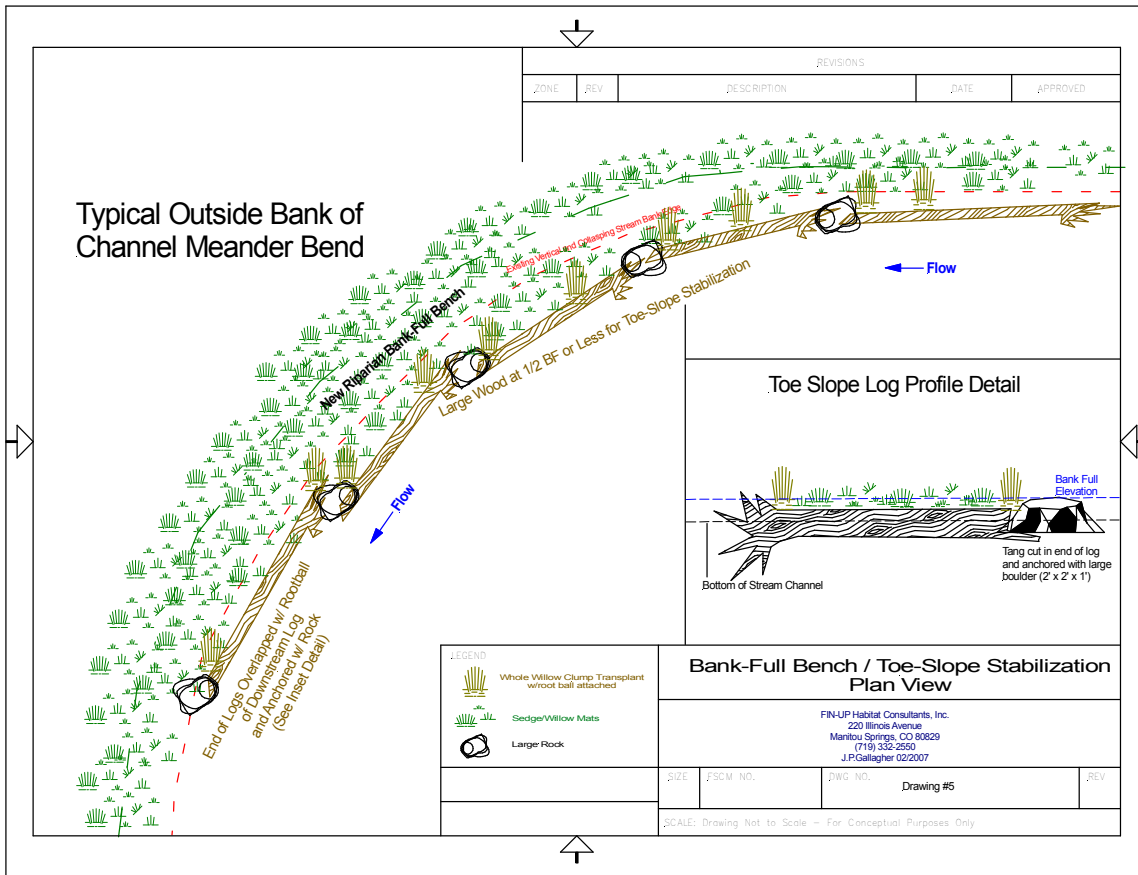 REVISIONS
ZONE REV DESCRIPTION DATE APPROVED
Typical Outside Bank of
Channel Meander Bend
Existing Vertical and Collasping Stream Bank Edge
New Riparian Bank-Full Bench
Large Wood at 1/2 BF or Less for Toe-Slope Stabilization
Flow
Flow
End of Logs Overlapped w/ Rootball
of Downstream Log
and Anchored w/ Rock
(See Inset Detail)
Toe Slope Log Profile Detail
Bank Full
Elevation
Bottom of Stream Channel
Tang cut in end of log
and anchored with large
boulder (2' x 2' x 1')
LEGEND
Whole Willow Clump Transplant
w/root ball attached
Sedge/Willow Mats
Large Rock
Bank-Full Bench / Toe-Slope Stabilization
Plan View
FIN-UP Habitat Consultants, Inc.
220 Illinois Avenue
Manitou Springs, CO 80829
(719) 332-2550
J.P.Gallagher 02/2007
SIZE FSCM NO. DWG NO. REV
Drawing #5
SCALE: Drawing Not to Scale - For Conceptual Purposes Only